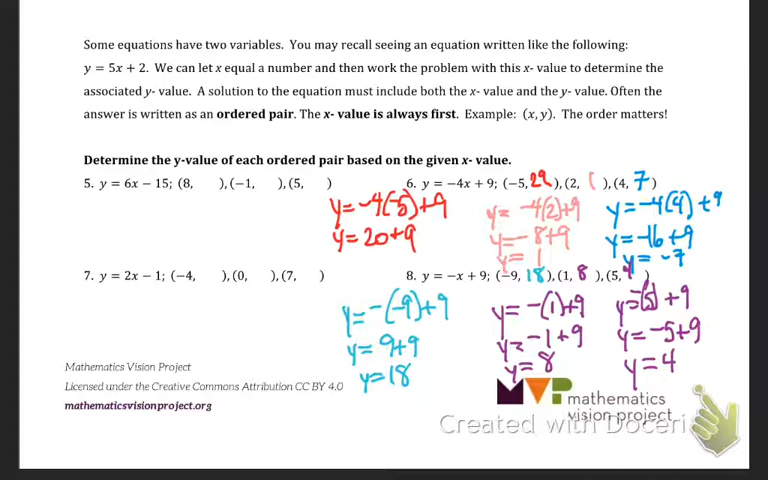 Some equations have two variables. You may recall seeing an equation written like the following:
y = 5x + 2. We can let x equal a number and then work the problem with this x- value to determine the
associated y- value. A solution to the equation must include both the x- value and the y- value. Often the
answer is written as an ordered pair. The x- value is always first. Example: (x, y). The order matters!
Determine the y-value of each ordered pair based on the given x- value.
5. y = 6x − 15; (8, ), (−1, ), (5, )
6. y = −4x + 9; (−5, 29), (2, 1), (4, 7)
y = -4(-5)+9
y = 20+9
y = -4(2)+9
y = -8+9
y = 1
y = -4(4)+9
y = -16+9
y = -7
7. y = 2x − 1; (−4, ), (0, ), (7, )
8. y = −x + 9; (−9, 18), (1, 8), (5, 4)
y = -(-9)+9
y = 9+9
y = 18
y = -(1)+9
y = -1+9
y = 8
y = -(5)+9
y = -5+9
y = 4
Mathematics Vision Project
Licensed under the Creative Commons Attribution CC BY 4.0
mathematicsvisionproject.org
MVP mathematics
vision project
Created with Doceri